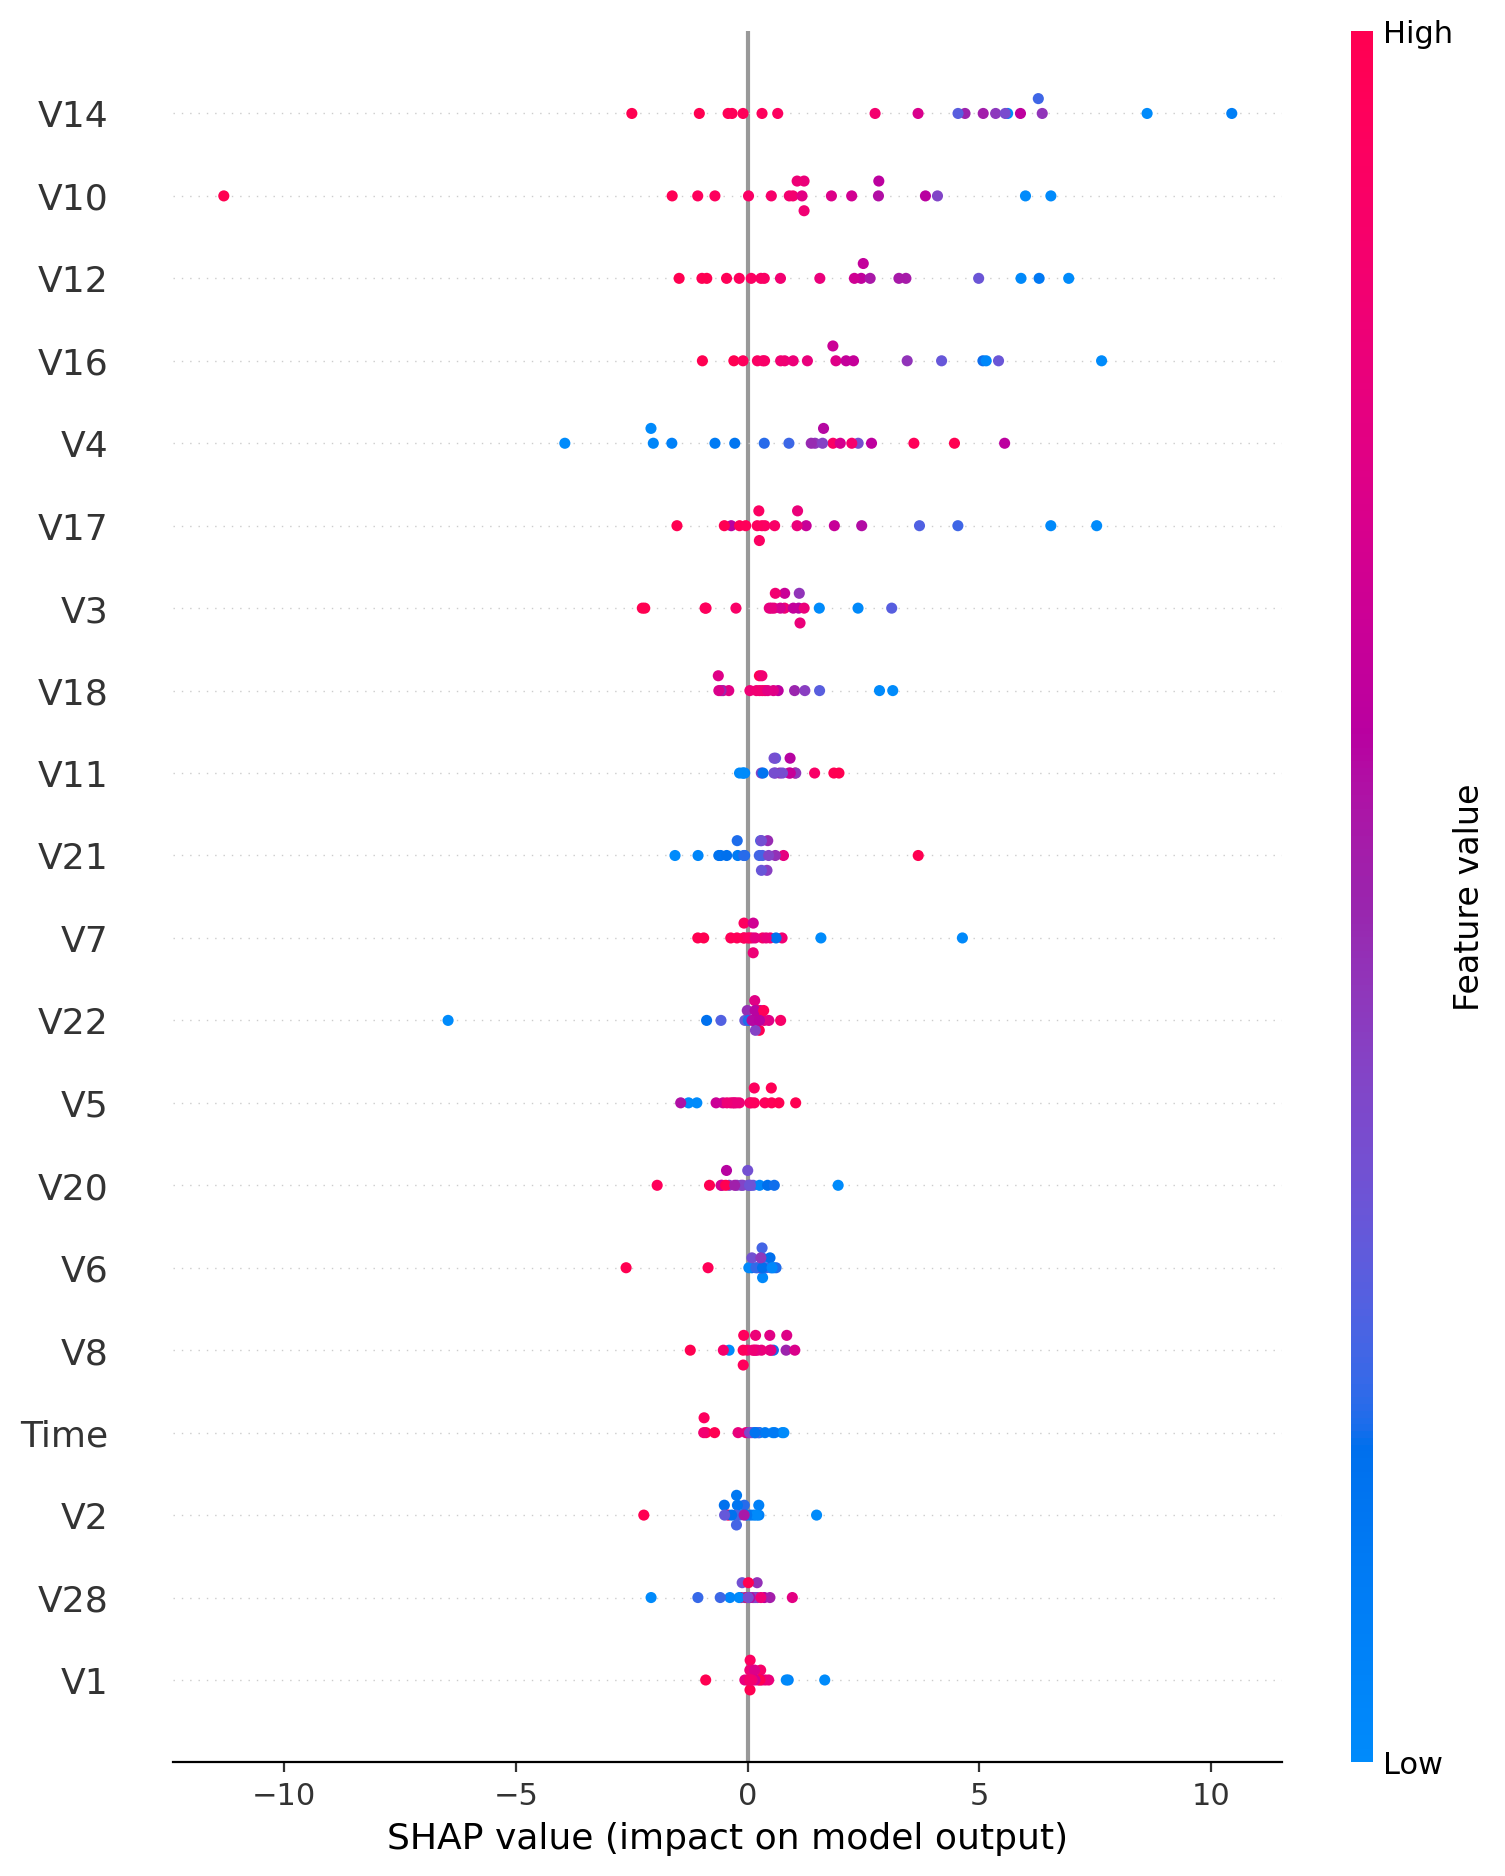 High
V14
V10
V12
V16
V4
V17
V3
V18
V11
V21
V7
V22
V5
V20
V6
V8
Time
V2
V28
V1
Feature value
Low
−10
−5
0
5
10
SHAP value (impact on model output)